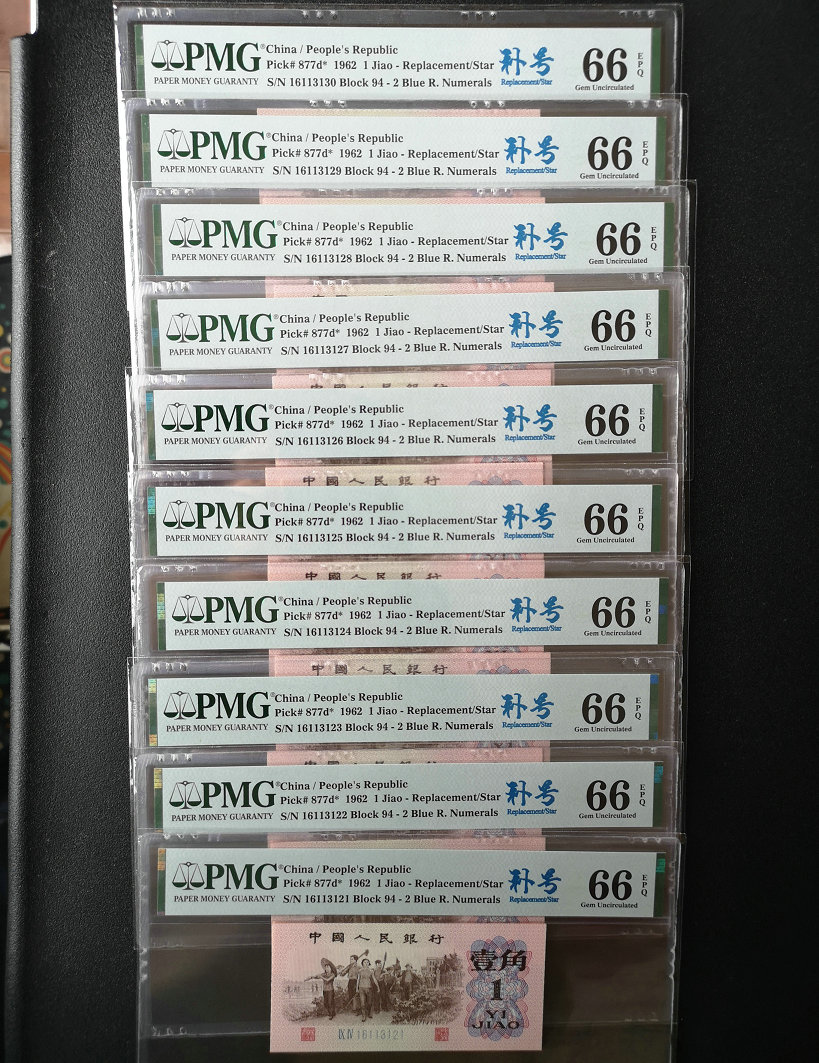 PMG
PAPER MONEY GUARANTY
China / People's Republic
Pick# 877d* 1962 1 Jiao - Replacement/Star
S/N 16113130 Block 94 - 2 Blue R. Numerals
补号
Replacement/Star
66 EPQ
Gem Uncirculated
PMG
PAPER MONEY GUARANTY
China / People's Republic
Pick# 877d* 1962 1 Jiao - Replacement/Star
S/N 16113129 Block 94 - 2 Blue R. Numerals
补号
Replacement/Star
66 EPQ
Gem Uncirculated
PMG
PAPER MONEY GUARANTY
China / People's Republic
Pick# 877d* 1962 1 Jiao - Replacement/Star
S/N 16113128 Block 94 - 2 Blue R. Numerals
补号
Replacement/Star
66 EPQ
Gem Uncirculated
PMG
PAPER MONEY GUARANTY
China / People's Republic
Pick# 877d* 1962 1 Jiao - Replacement/Star
S/N 16113127 Block 94 - 2 Blue R. Numerals
补号
Replacement/Star
66 EPQ
Gem Uncirculated
中國人民銀行
PMG
PAPER MONEY GUARANTY
China / People's Republic
Pick# 877d* 1962 1 Jiao - Replacement/Star
S/N 16113126 Block 94 - 2 Blue R. Numerals
补号
Replacement/Star
66 EPQ
Gem Uncirculated
中國人民銀行
PMG
PAPER MONEY GUARANTY
China / People's Republic
Pick# 877d* 1962 1 Jiao - Replacement/Star
S/N 16113125 Block 94 - 2 Blue R. Numerals
补号
Replacement/Star
66 EPQ
Gem Uncirculated
中國人民銀行
PMG
PAPER MONEY GUARANTY
China / People's Republic
Pick# 877d* 1962 1 Jiao - Replacement/Star
S/N 16113124 Block 94 - 2 Blue R. Numerals
补号
Replacement/Star
66 EPQ
Gem Uncirculated
中國人民銀行
PMG
PAPER MONEY GUARANTY
China / People's Republic
Pick# 877d* 1962 1 Jiao - Replacement/Star
S/N 16113123 Block 94 - 2 Blue R. Numerals
补号
Replacement/Star
66 EPQ
Gem Uncirculated
PMG
PAPER MONEY GUARANTY
China / People's Republic
Pick# 877d* 1962 1 Jiao - Replacement/Star
S/N 16113122 Block 94 - 2 Blue R. Numerals
补号
Replacement/Star
66 EPQ
Gem Uncirculated
PMG
PAPER MONEY GUARANTY
China / People's Republic
Pick# 877d* 1962 1 Jiao - Replacement/Star
S/N 16113121 Block 94 - 2 Blue R. Numerals
补号
Replacement/Star
66 EPQ
Gem Uncirculated
中國人民銀行
壹角
1
YI
JIAO
IX IV 16113121